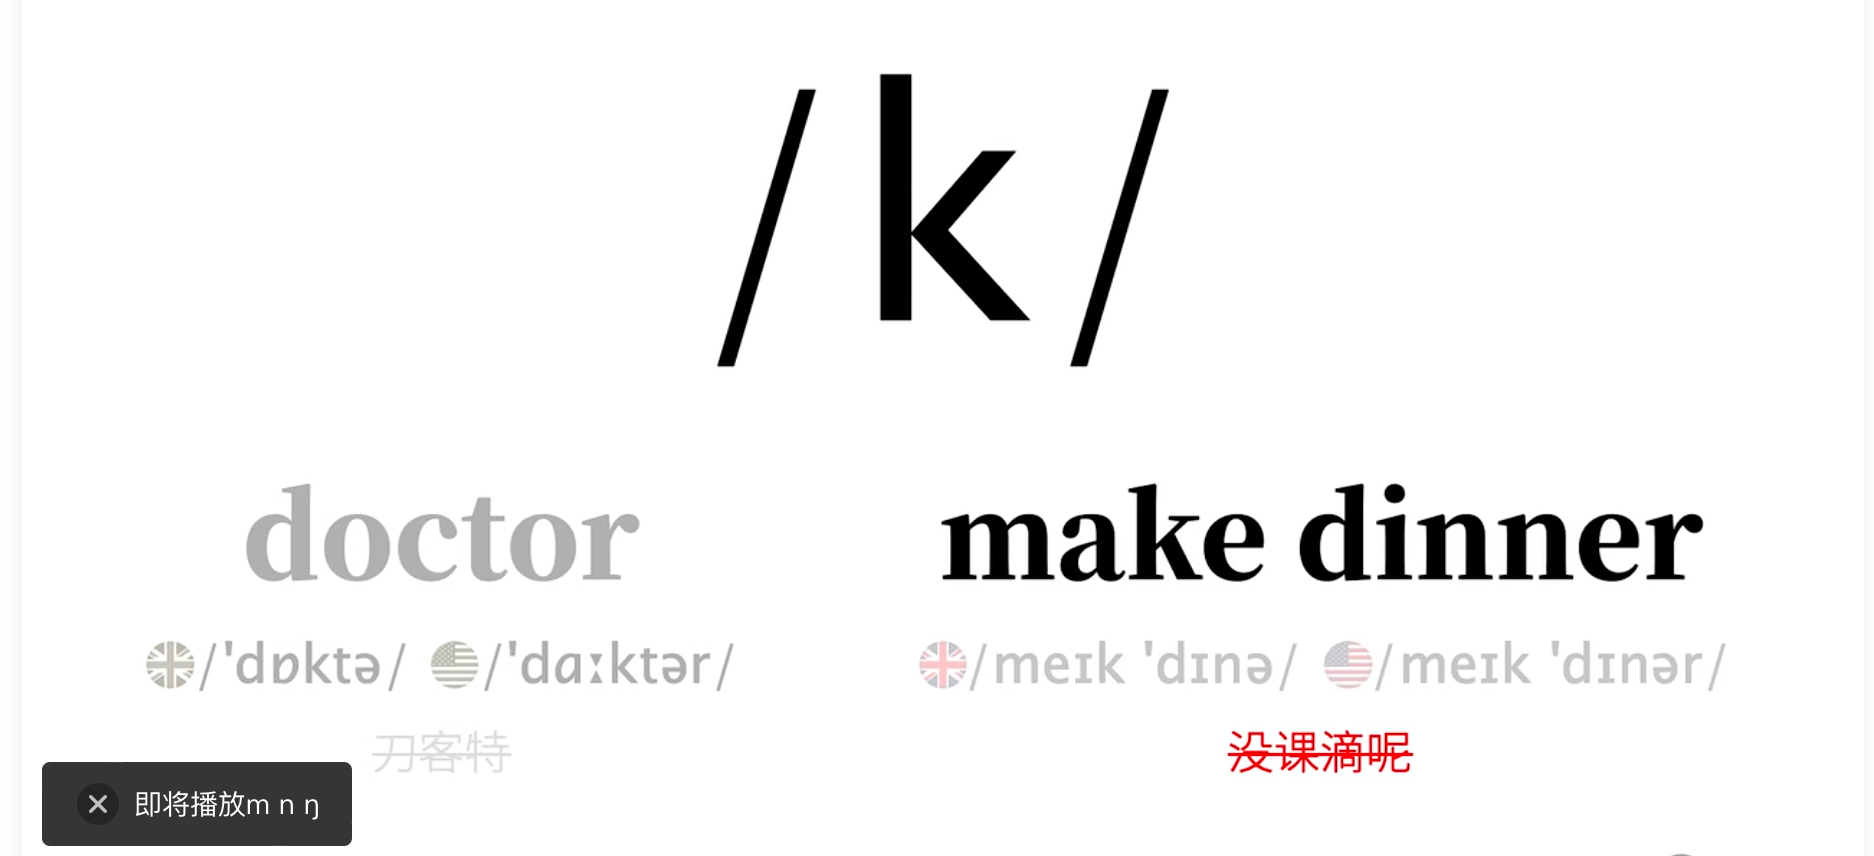 /k/
doctor
make dinner
/'dɒktə/ /'dɑːktər/
/meɪk 'dɪnə/ /meɪk 'dɪnər/
刀客特
没课滴呢
即将播放m n ŋ